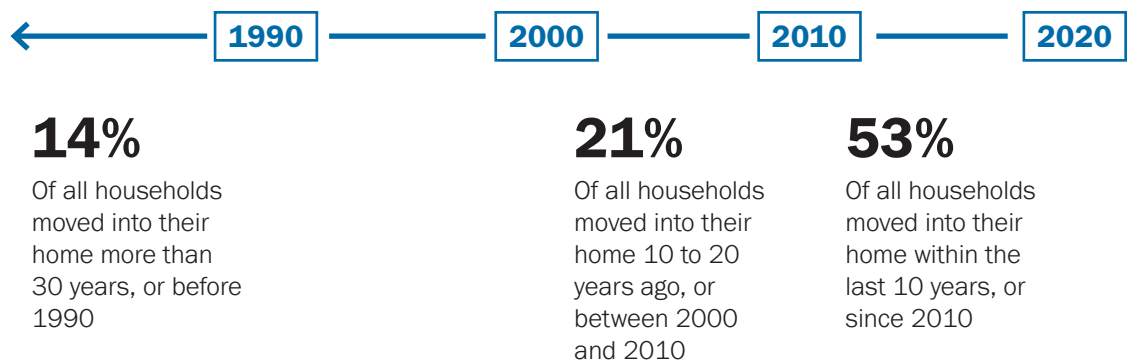 1990
2000
2010
2020
14%
Of all households
moved into their
home more than
30 years, or before
1990
21%
Of all households
moved into their
home 10 to 20
years ago, or
between 2000
and 2010
53%
Of all households
moved into their
home within the
last 10 years, or
since 2010